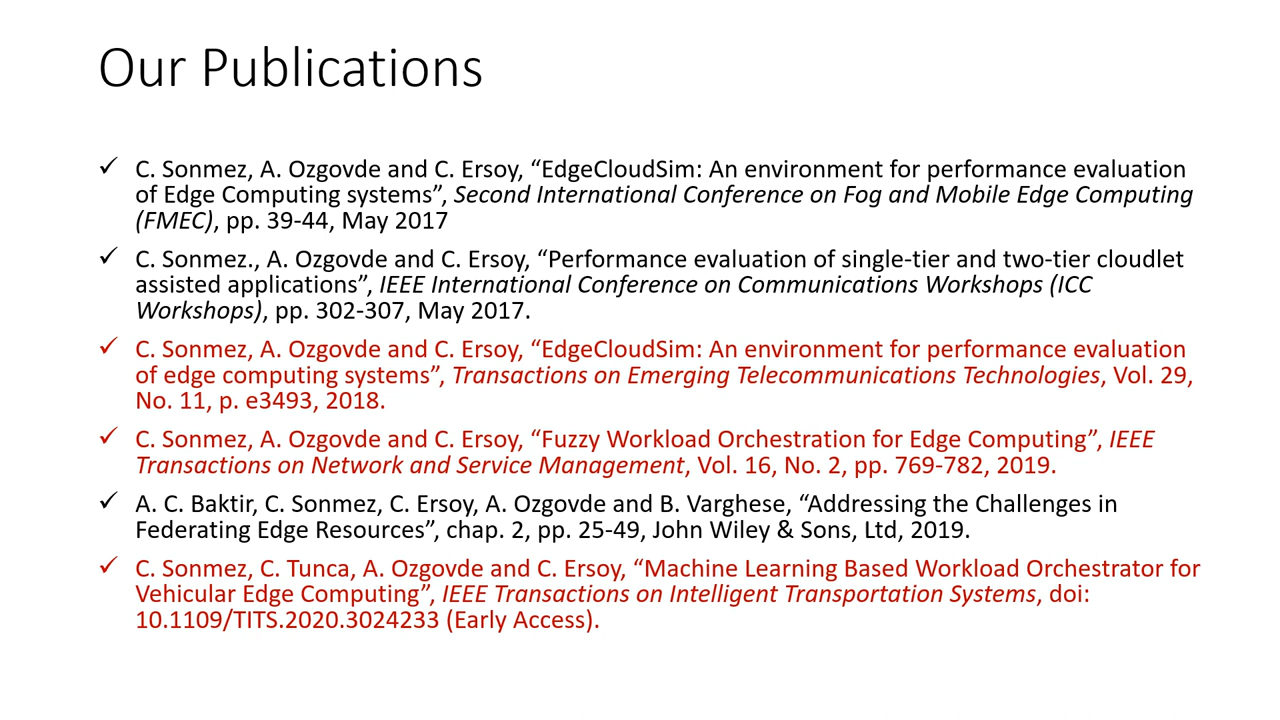 Our Publications
✓ C. Sonmez, A. Ozgovde and C. Ersoy, “EdgeCloudSim: An environment for performance evaluation
of Edge Computing systems”, Second International Conference on Fog and Mobile Edge Computing
(FMEC), pp. 39-44, May 2017
✓ C. Sonmez., A. Ozgovde and C. Ersoy, “Performance evaluation of single-tier and two-tier cloudlet
assisted applications”, IEEE International Conference on Communications Workshops (ICC
Workshops), pp. 302-307, May 2017.
✓ C. Sonmez, A. Ozgovde and C. Ersoy, “EdgeCloudSim: An environment for performance evaluation
of edge computing systems”, Transactions on Emerging Telecommunications Technologies, Vol. 29,
No. 11, p. e3493, 2018.
✓ C. Sonmez, A. Ozgovde and C. Ersoy, “Fuzzy Workload Orchestration for Edge Computing”, IEEE
Transactions on Network and Service Management, Vol. 16, No. 2, pp. 769-782, 2019.
✓ A. C. Baktir, C. Sonmez, C. Ersoy, A. Ozgovde and B. Varghese, “Addressing the Challenges in
Federating Edge Resources”, chap. 2, pp. 25-49, John Wiley & Sons, Ltd, 2019.
✓ C. Sonmez, C. Tunca, A. Ozgovde and C. Ersoy, “Machine Learning Based Workload Orchestrator for
Vehicular Edge Computing”, IEEE Transactions on Intelligent Transportation Systems, doi:
10.1109/TITS.2020.3024233 (Early Access).